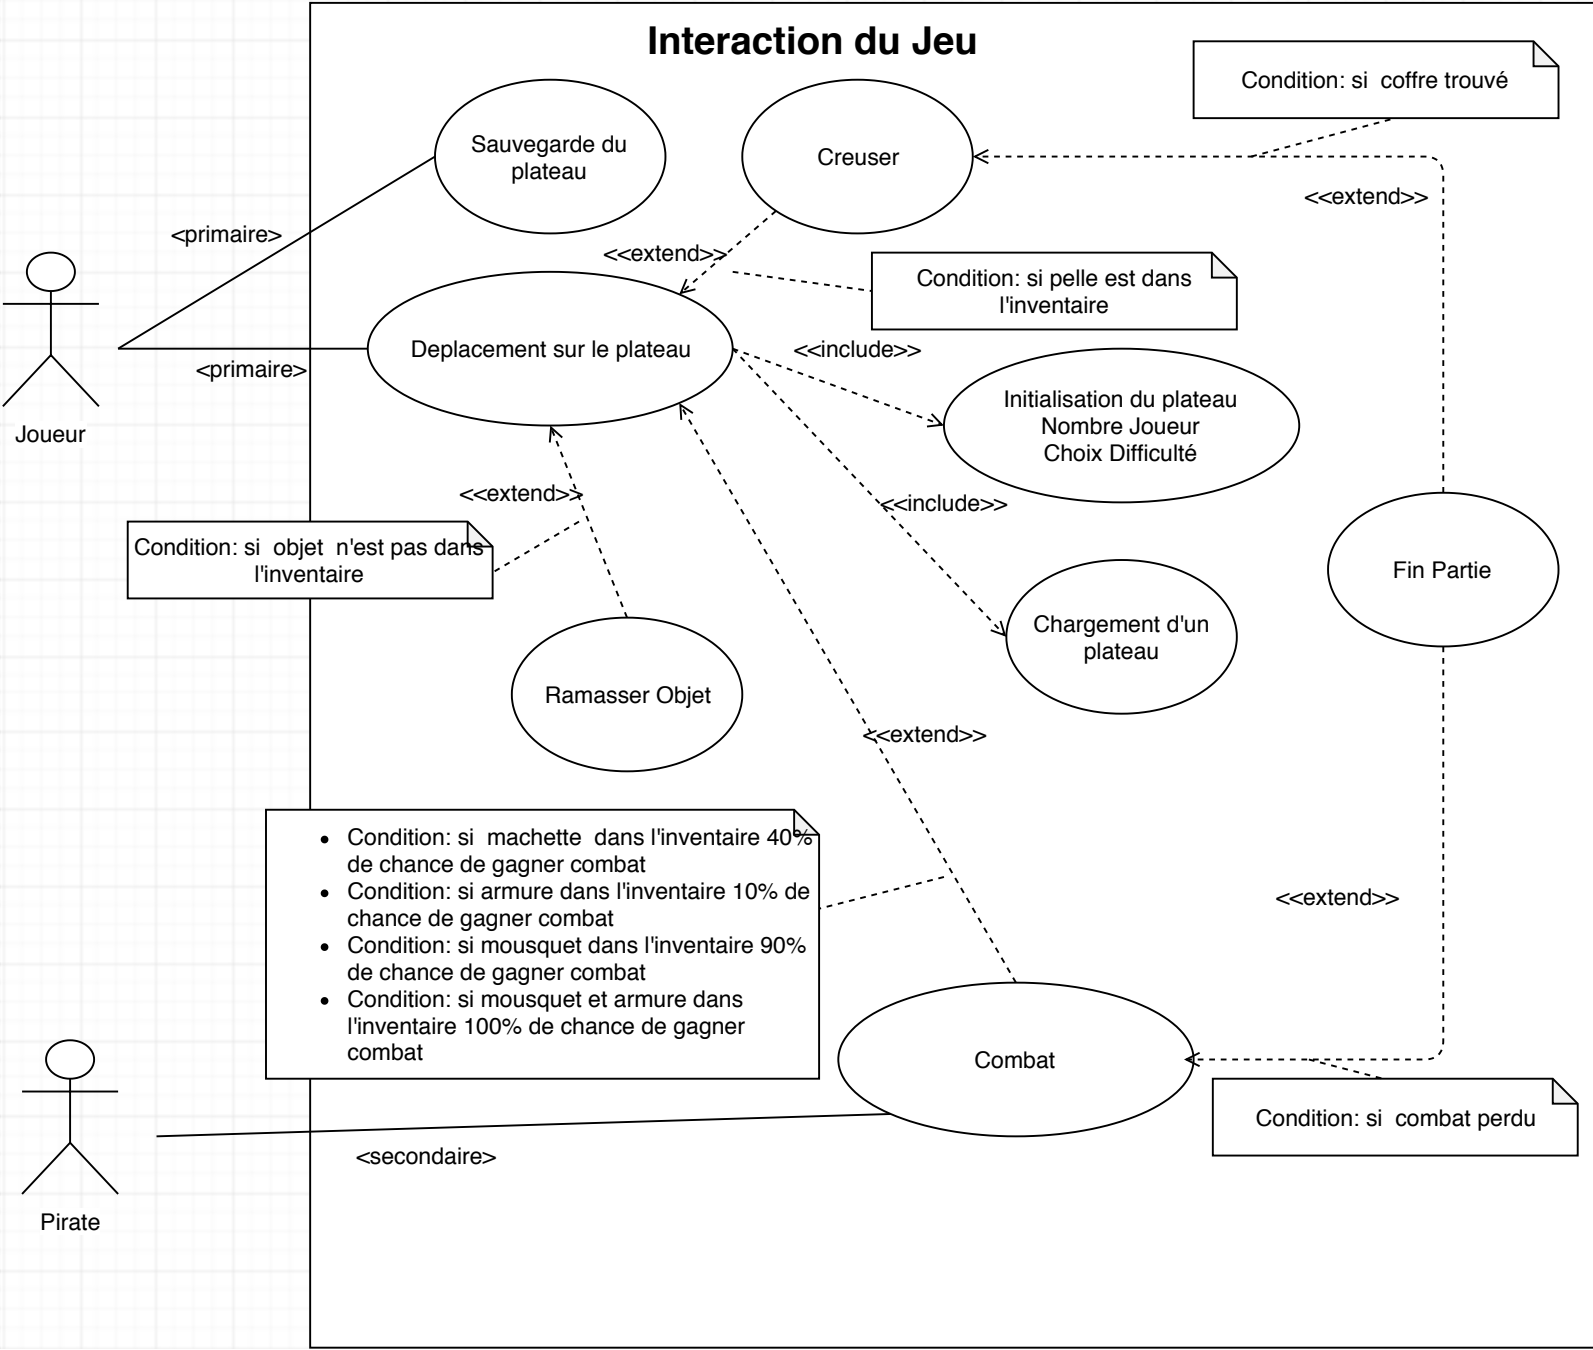 Interaction du Jeu
Condition: si  coffre trouvé
Sauvegarde du
plateau
Creuser
<<extend>>
<primaire>
<<extend>>
Condition: si pelle est dans
l'inventaire
Deplacement sur le plateau
<<include>>
<primaire>
Joueur
Initialisation du plateau
Nombre Joueur
Choix Difficulté
<<extend>>
<<include>>
Condition: si  objet  n'est pas dans
l'inventaire
Fin Partie
Chargement d'un
plateau
Ramasser Objet
<<extend>>
• Condition: si  machette  dans l'inventaire 40%
de chance de gagner combat
• Condition: si armure dans l'inventaire 10% de
chance de gagner combat
• Condition: si mousquet dans l'inventaire 90%
de chance de gagner combat
• Condition: si mousquet et armure dans
l'inventaire 100% de chance de gagner
combat
<<extend>>
Combat
Condition: si  combat perdu
<secondaire>
Pirate